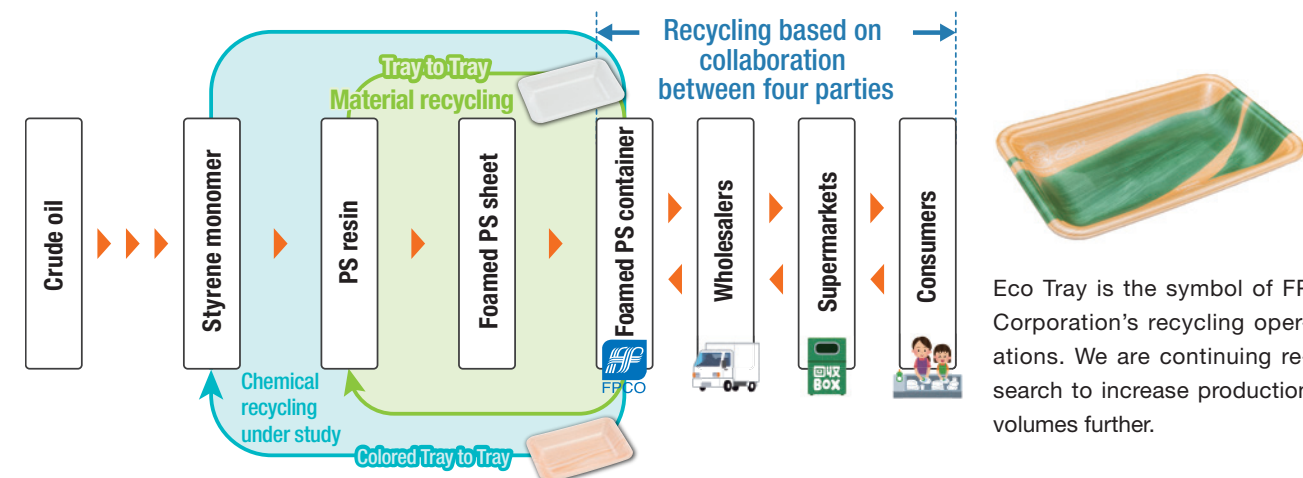 Recycling based on
collaboration
between four parties
Tray to Tray
Material recycling
Crude oil
Styrene monomer
PS resin
Foamed PS sheet
Foamed PS container
Wholesalers
Supermarkets
Consumers
FPCO
回収
BOX
Chemical
recycling
under study
Colored Tray to Tray
Eco Tray is the symbol of FP
Corporation's recycling oper
ations. We are continuing re
search to increase production
volumes further.